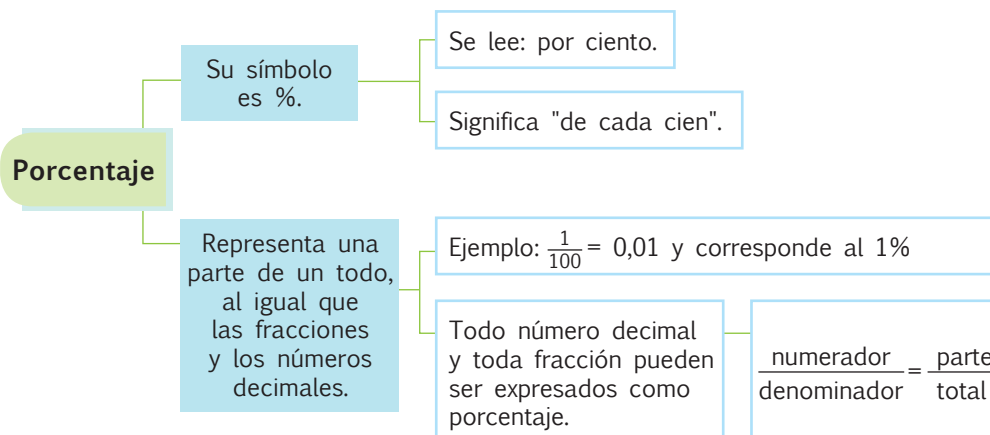 Porcentaje
Su símbolo
es %.
Se lee: por ciento.
Significa "de cada cien".
Representa una
parte de un todo,
al igual que
las fracciones
y los números
decimales.
Ejemplo: 1/100 = 0,01 y corresponde al 1%
Todo número decimal
y toda fracción pueden
ser expresados como
porcentaje.
numerador/denominador = parte/total